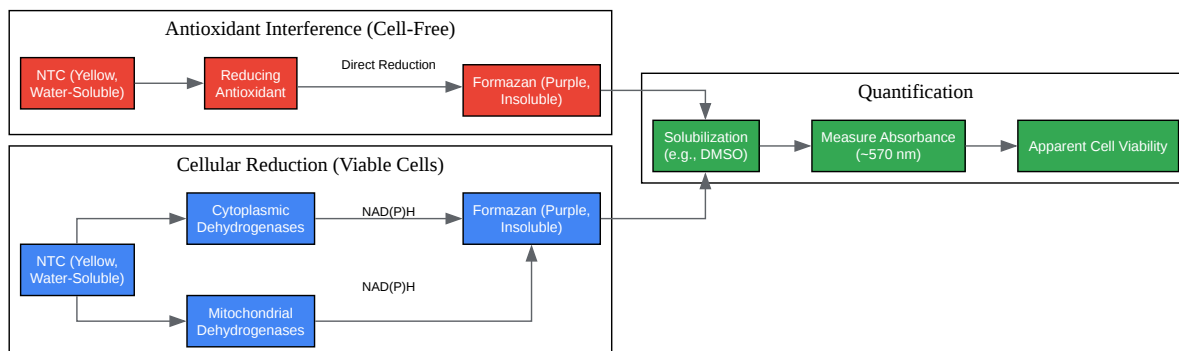 Antioxidant Interference (Cell-Free)
NTC (Yellow,
Water-Soluble)
Reducing
Antioxidant
Direct Reduction
Formazan (Purple,
Insoluble)
Cellular Reduction (Viable Cells)
NTC (Yellow,
Water-Soluble)
Cytoplasmic
Dehydrogenases
NAD(P)H
Formazan (Purple,
Insoluble)
Mitochondrial
Dehydrogenases
NAD(P)H
Quantification
Solubilization
(e.g., DMSO)
Measure Absorbance
(~570 nm)
Apparent Cell Viability